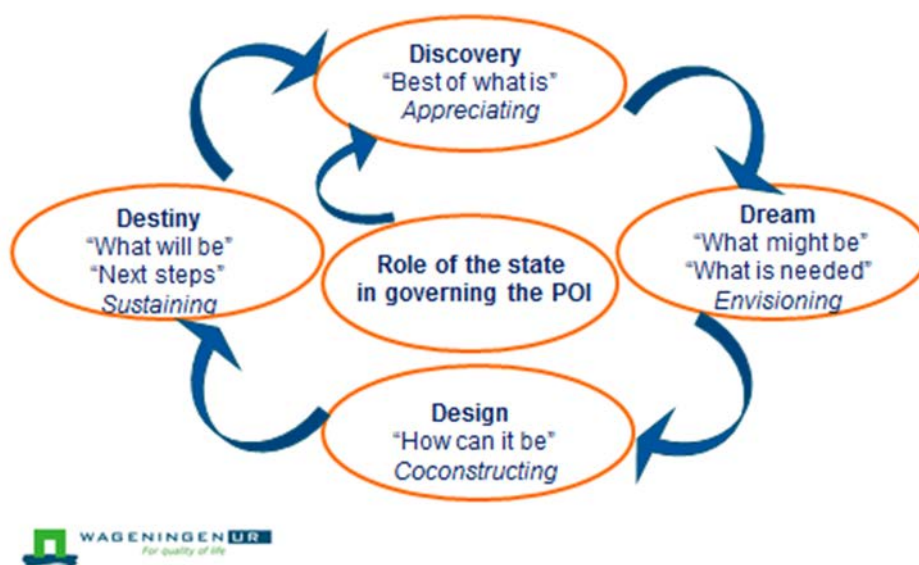 Discovery
“Best of what is”
Appreciating
Destiny
“What will be”
“Next steps”
Sustaining
Role of the state
in governing the POI
Dream
“What might be”
“What is needed”
Envisioning
Design
“How can it be”
Coconstructing
WAGENINGEN UR
For quality of life